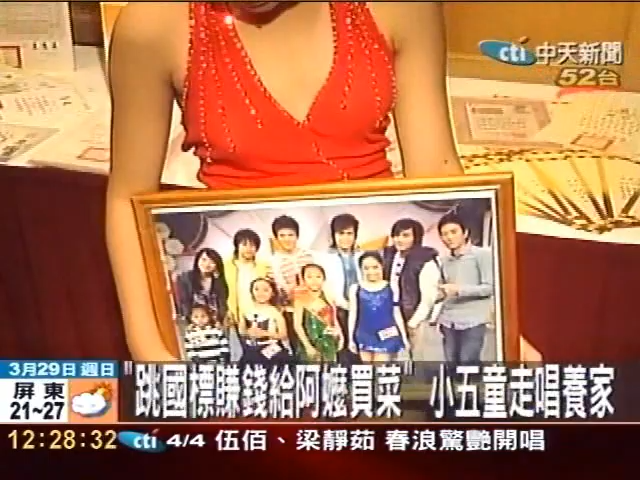 cti 中天新聞
52台
3月29日 週日
屏東
21~27
"跳國標賺錢給阿嬤買菜" 小五童走唱養家
12:28:32 cti 4/4 伍佰、梁靜茹 春浪驚艷開唱